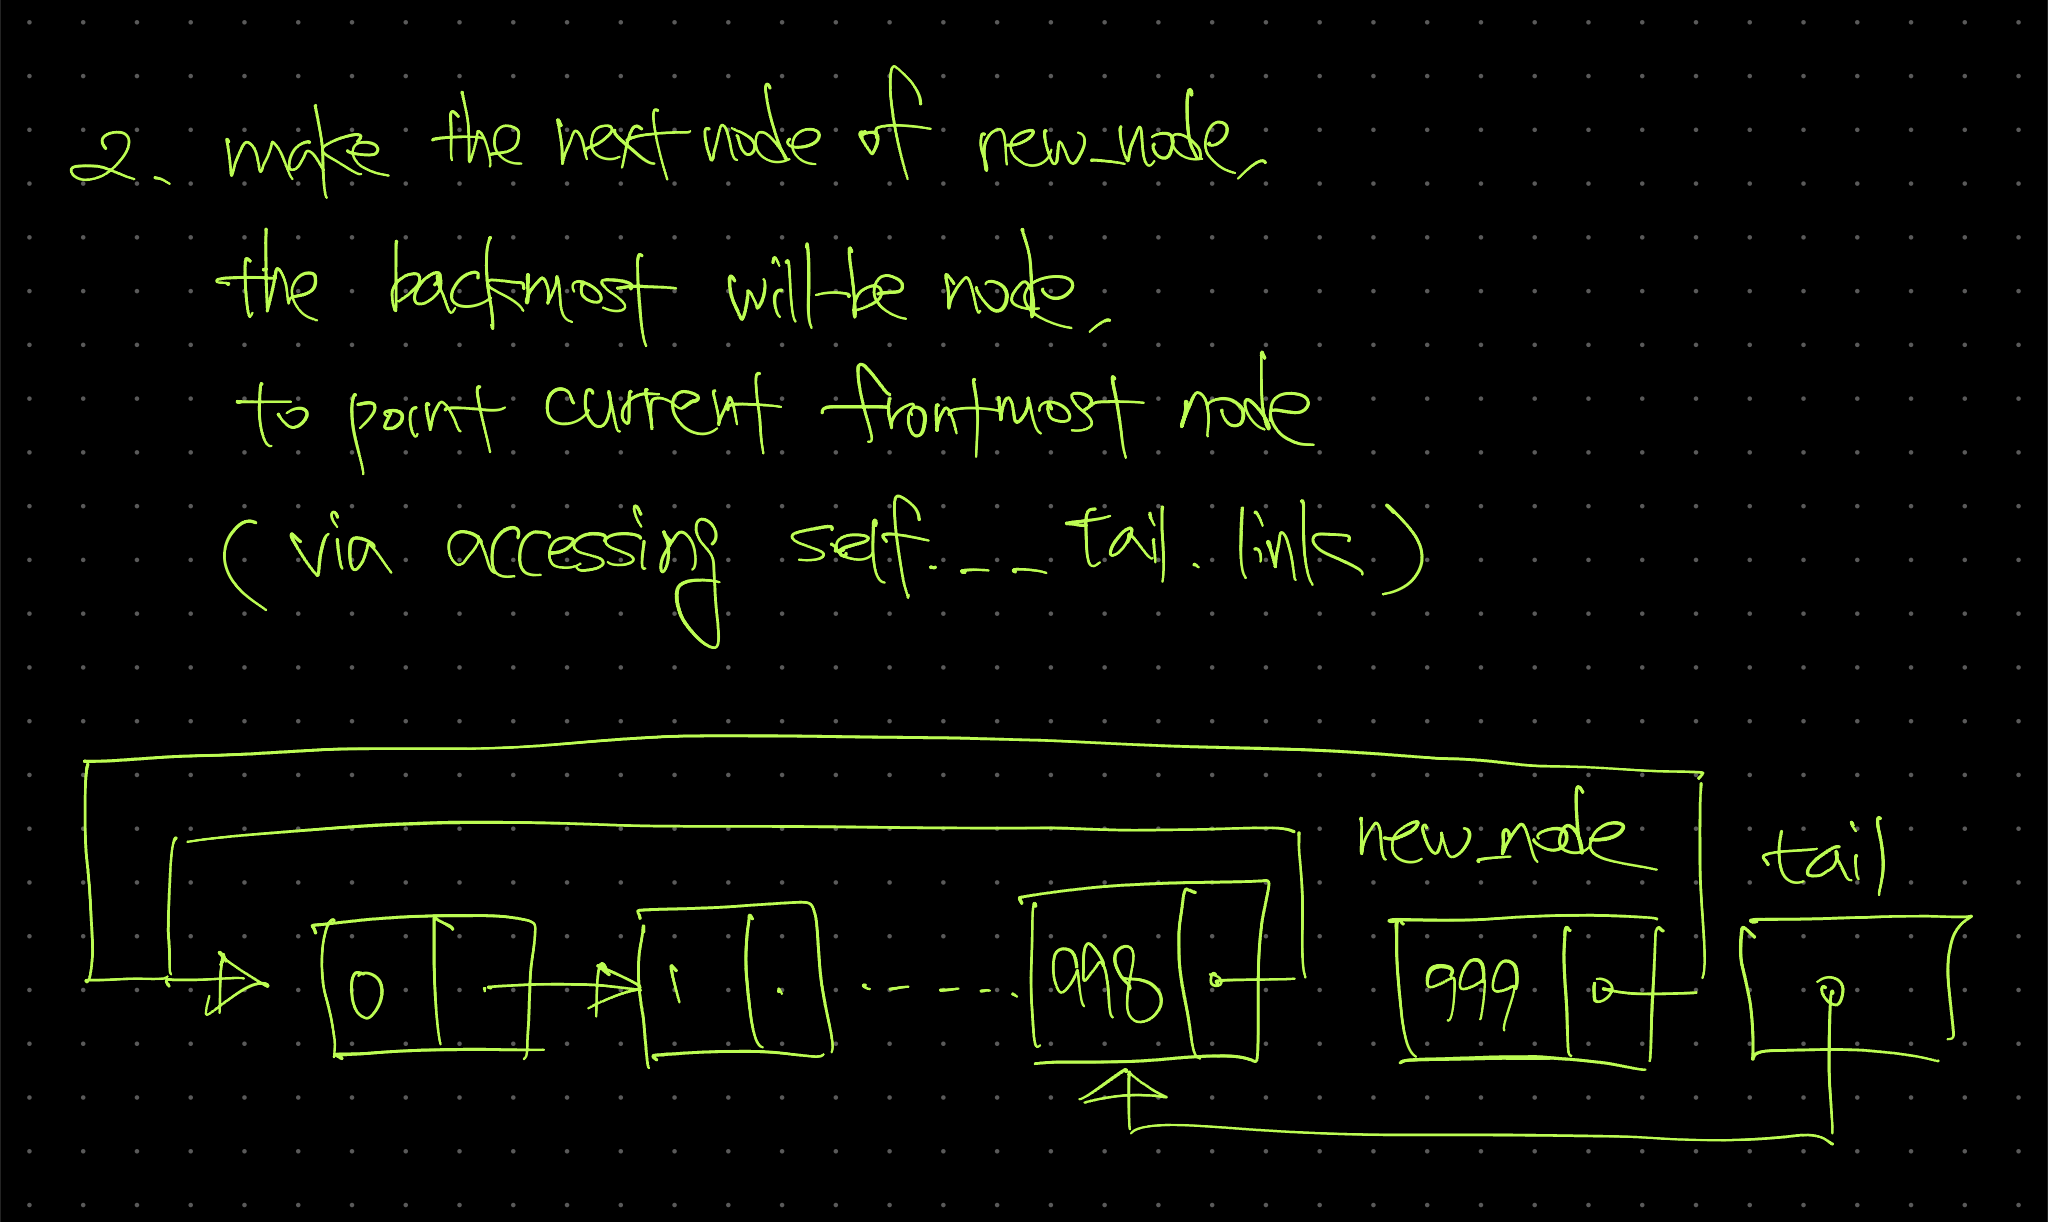 2. make the next node of new_node,
the backmost will-be node,
to point current frontmost node
(via accessing self.__tail.link)
new_node
tail
0 1 ..... 998 999